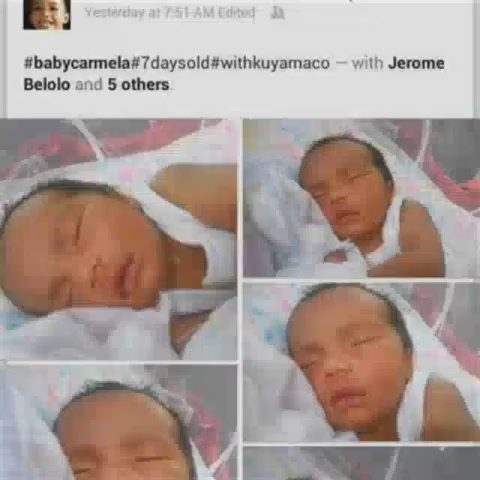 Yesterday at 7:51 AM Edited
#babycarmela#7daysold#withkuyamaco — with Jerome
Belolo and 5 others.